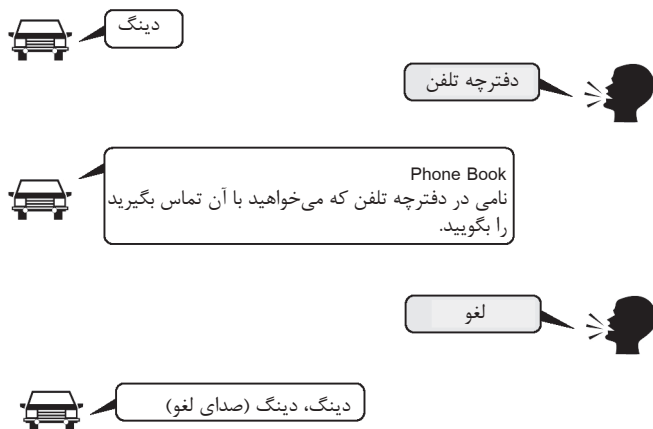 دینگ
دفترچه تلفن
Phone Book
نامی در دفترچه تلفن که می‌خواهید با آن تماس بگیرید
را بگویید.
لغو
دینگ، دینگ (صدای لغو)